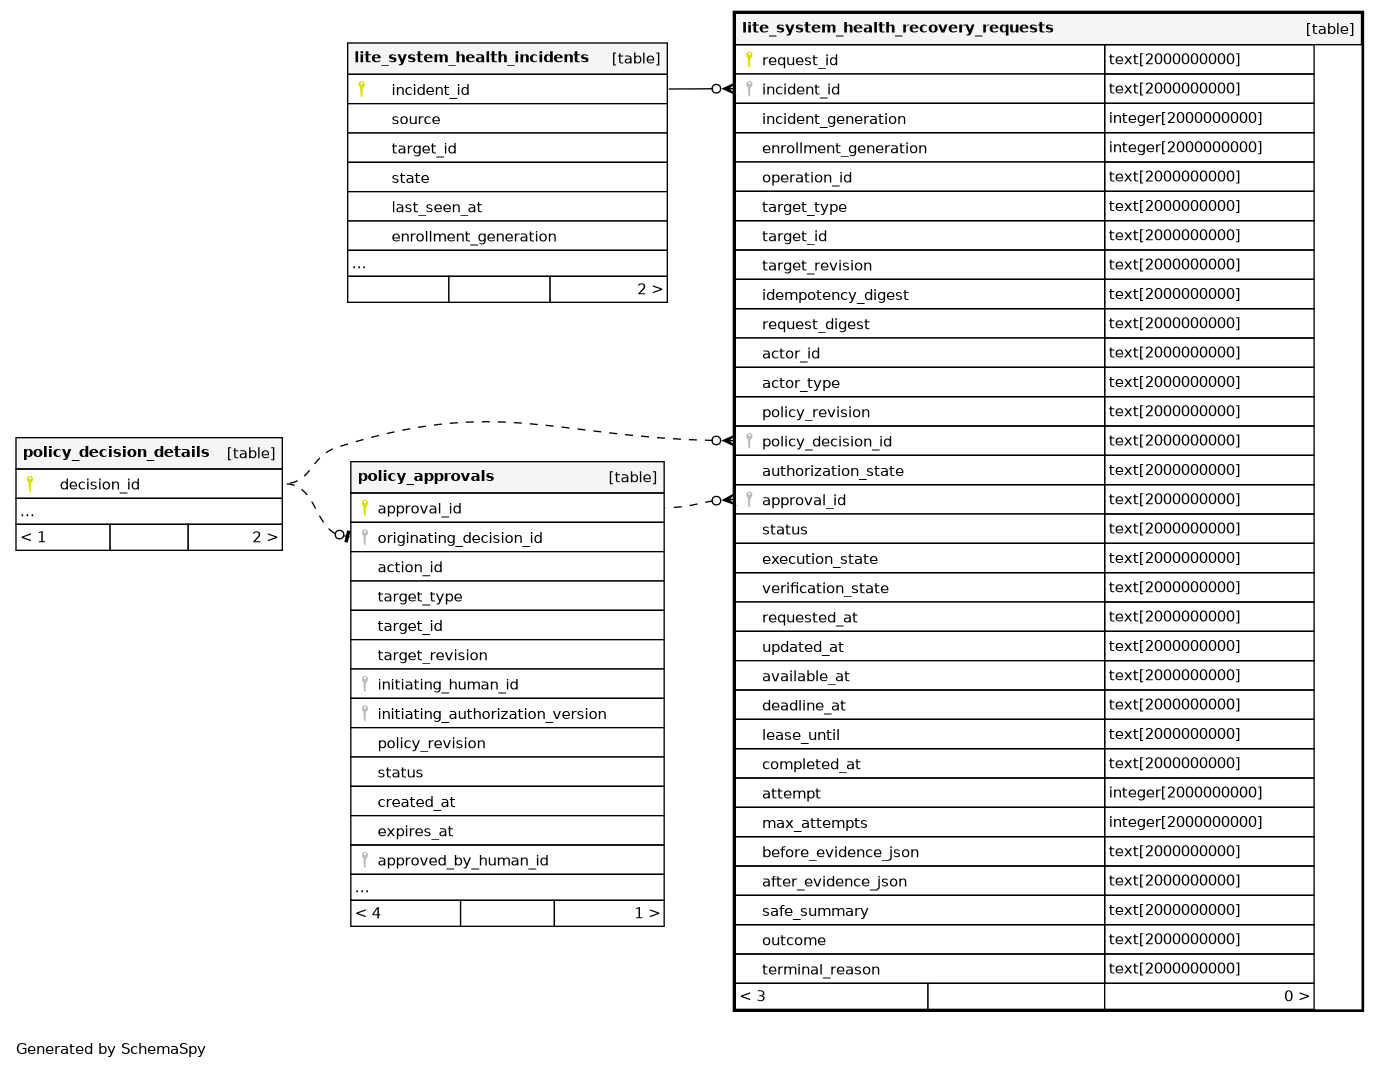 lite_system_health_recovery_requests [table]
request_id text[2000000000]
incident_id text[2000000000]
incident_generation integer[2000000000]
enrollment_generation integer[2000000000]
operation_id text[2000000000]
target_type text[2000000000]
target_id text[2000000000]
target_revision text[2000000000]
idempotency_digest text[2000000000]
request_digest text[2000000000]
actor_id text[2000000000]
actor_type text[2000000000]
policy_revision text[2000000000]
policy_decision_id text[2000000000]
authorization_state text[2000000000]
approval_id text[2000000000]
status text[2000000000]
execution_state text[2000000000]
verification_state text[2000000000]
requested_at text[2000000000]
updated_at text[2000000000]
available_at text[2000000000]
deadline_at text[2000000000]
lease_until text[2000000000]
completed_at text[2000000000]
attempt integer[2000000000]
max_attempts integer[2000000000]
before_evidence_json text[2000000000]
after_evidence_json text[2000000000]
safe_summary text[2000000000]
outcome text[2000000000]
terminal_reason text[2000000000]
< 3 0 >
lite_system_health_incidents [table]
incident_id
source
target_id
state
last_seen_at
enrollment_generation
...
2 >
policy_decision_details [table]
decision_id
...
< 1 2 >
policy_approvals [table]
approval_id
originating_decision_id
action_id
target_type
target_id
target_revision
initiating_human_id
initiating_authorization_version
policy_revision
status
created_at
expires_at
approved_by_human_id
...
< 4 1 >
Generated by SchemaSpy